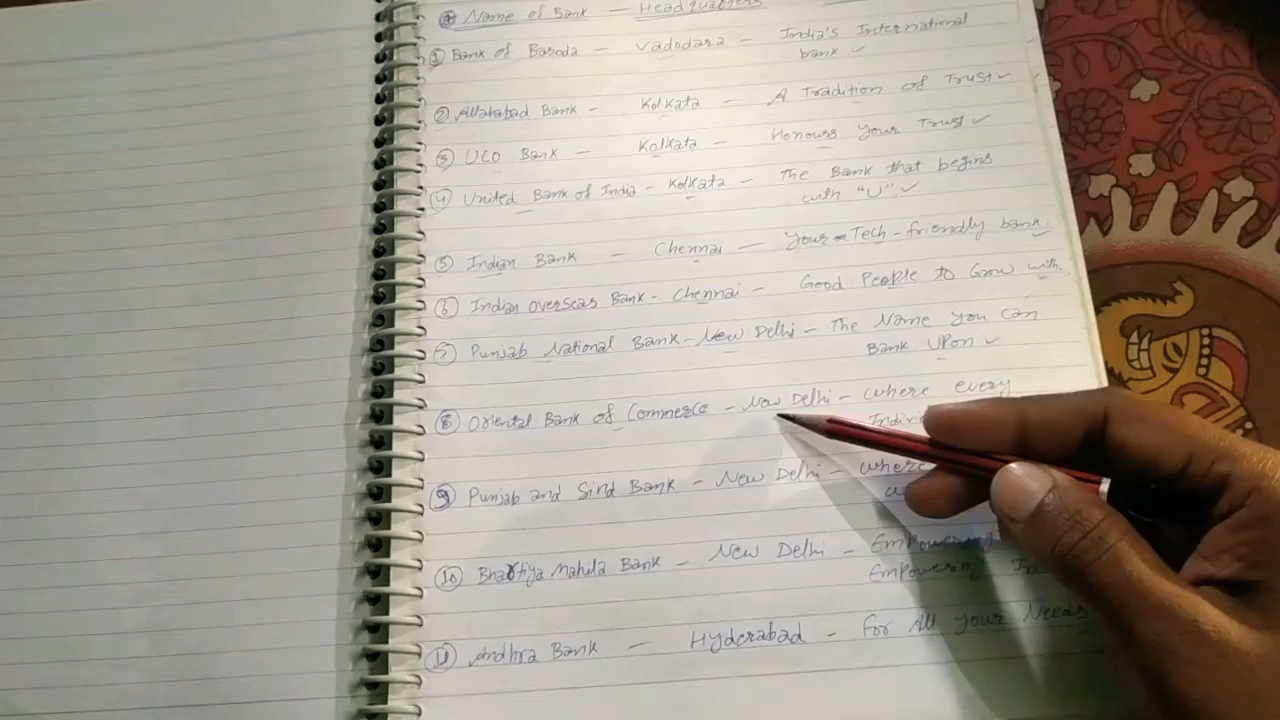 Name of Bank — Headquarters
① Bank of Baroda — Vadodara — India's International
bank ✓
② Allahabad Bank — Kolkata — A Tradition of Trust ✓
③ UCO Bank — Kolkata — Honours Your Trust ✓
④ United Bank of India - Kolkata — The Bank that begins
with "U". ✓
⑤ Indian Bank — Chennai — Your Tech-friendly bank.
⑥ Indian Overseas Bank - Chennai — Good People to Grow with.
Punjab National Bank - New Delhi — The Name You Can
Bank Upon ✓
⑧ Oriental Bank of Commerce — New Delhi — Where every
⑨ Punjab and Sind Bank — New Delhi — where
⑩ Bhartiya Mahila Bank — New Delhi — Empowering
Empowering
⑪ Andhra Bank — Hyderabad — For All Your Needs